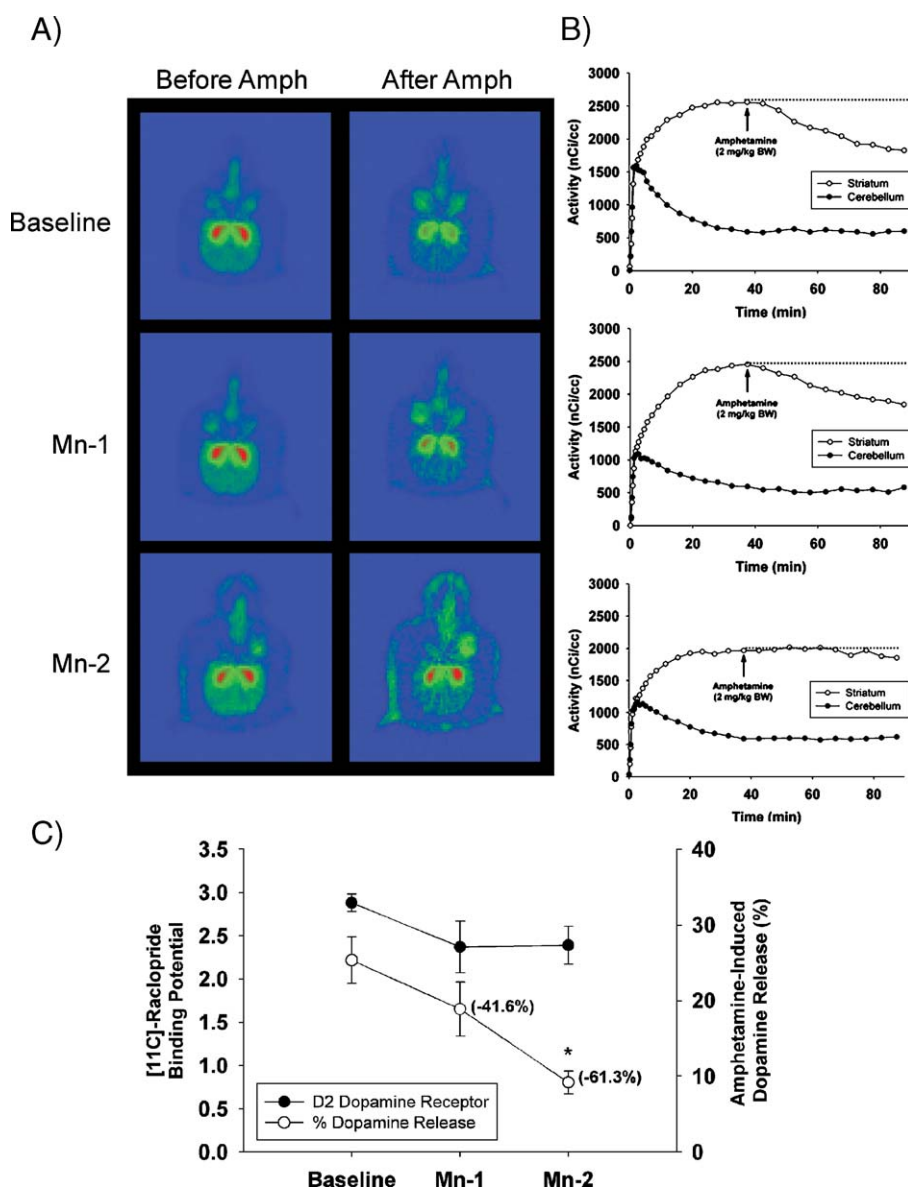 A)
Before Amph
After Amph
Baseline
Mn-1
Mn-2
B)
3000
2500
2000
1500
1000
500
0
Activity (nCi/cc)
Amphetamine
(2 mg/kg BW)
Striatum
Cerebellum
0 20 40 60 80
Time (min)
3000
2500
2000
1500
1000
500
0
Activity (nCi/cc)
Amphetamine
(2 mg/kg BW)
Striatum
Cerebellum
0 20 40 60 80
Time (min)
3000
2500
2000
1500
1000
500
0
Activity (nCi/cc)
Amphetamine
(2 mg/kg BW)
Striatum
Cerebellum
0 20 40 60 80
Time (min)
C)
[11C]-Raclopride
Binding Potential
3.5
3.0
2.5
2.0
1.5
1.0
0.5
0.0
(-41.6%)
*
(-61.3%)
D2 Dopamine Receptor
% Dopamine Release
Baseline Mn-1 Mn-2
40
30
20
10
0
Amphetamine-Induced
Dopamine Release (%)